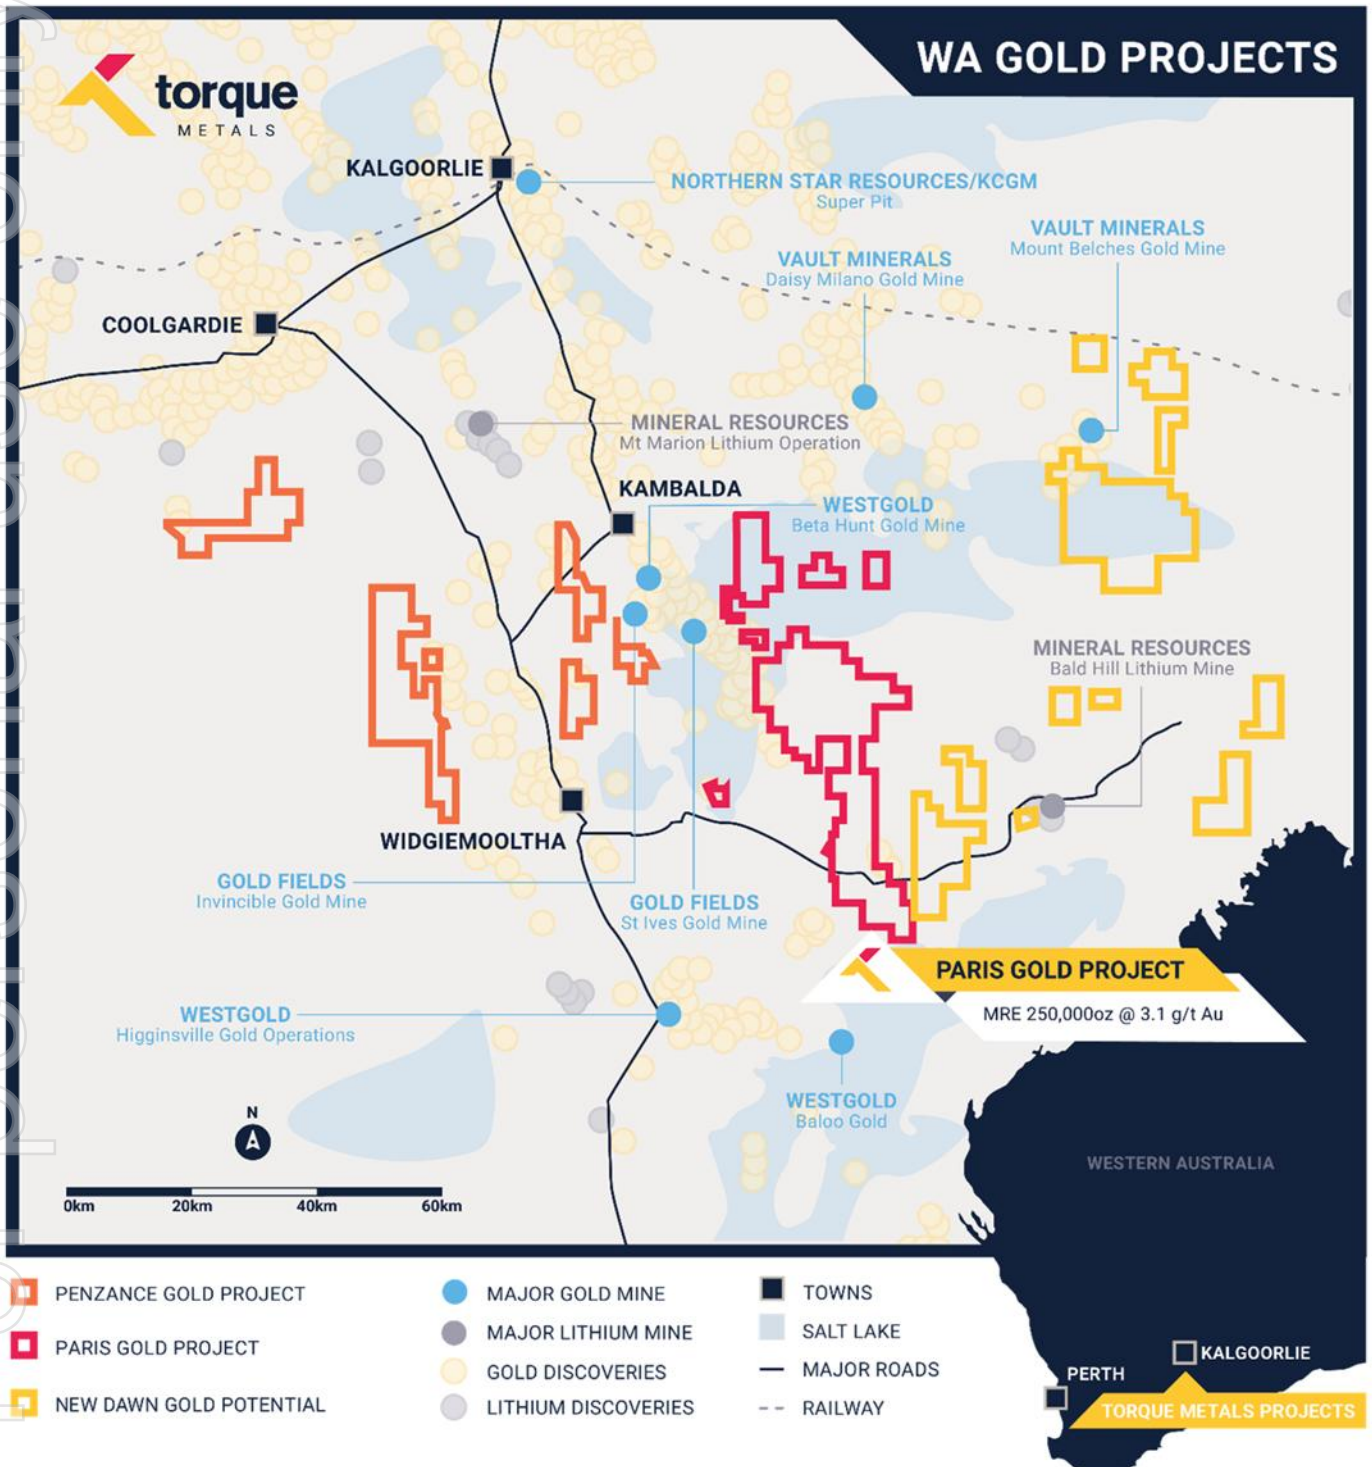 WA GOLD PROJECTS
torque
METALS
KALGOORLIE
NORTHERN STAR RESOURCES/KCGM
Super Pit
VAULT MINERALS
Mount Belches Gold Mine
VAULT MINERALS
Daisy Milano Gold Mine
COOLGARDIE
MINERAL RESOURCES
Mt Marion Lithium Operation
KAMBALDA
WESTGOLD
Beta Hunt Gold Mine
MINERAL RESOURCES
Bald Hill Lithium Mine
WIDGIEMOOLTHA
GOLD FIELDS
Invincible Gold Mine
GOLD FIELDS
St Ives Gold Mine
PARIS GOLD PROJECT
MRE 250,000oz @ 3.1 g/t Au
WESTGOLD
Higginsville Gold Operations
WESTGOLD
Baloo Gold
N
0km 20km 40km 60km
WESTERN AUSTRALIA
PENZANCE GOLD PROJECT
PARIS GOLD PROJECT
NEW DAWN GOLD POTENTIAL
MAJOR GOLD MINE
MAJOR LITHIUM MINE
GOLD DISCOVERIES
LITHIUM DISCOVERIES
TOWNS
SALT LAKE
MAJOR ROADS
RAILWAY
KALGOORLIE
PERTH
TORQUE METALS PROJECTS